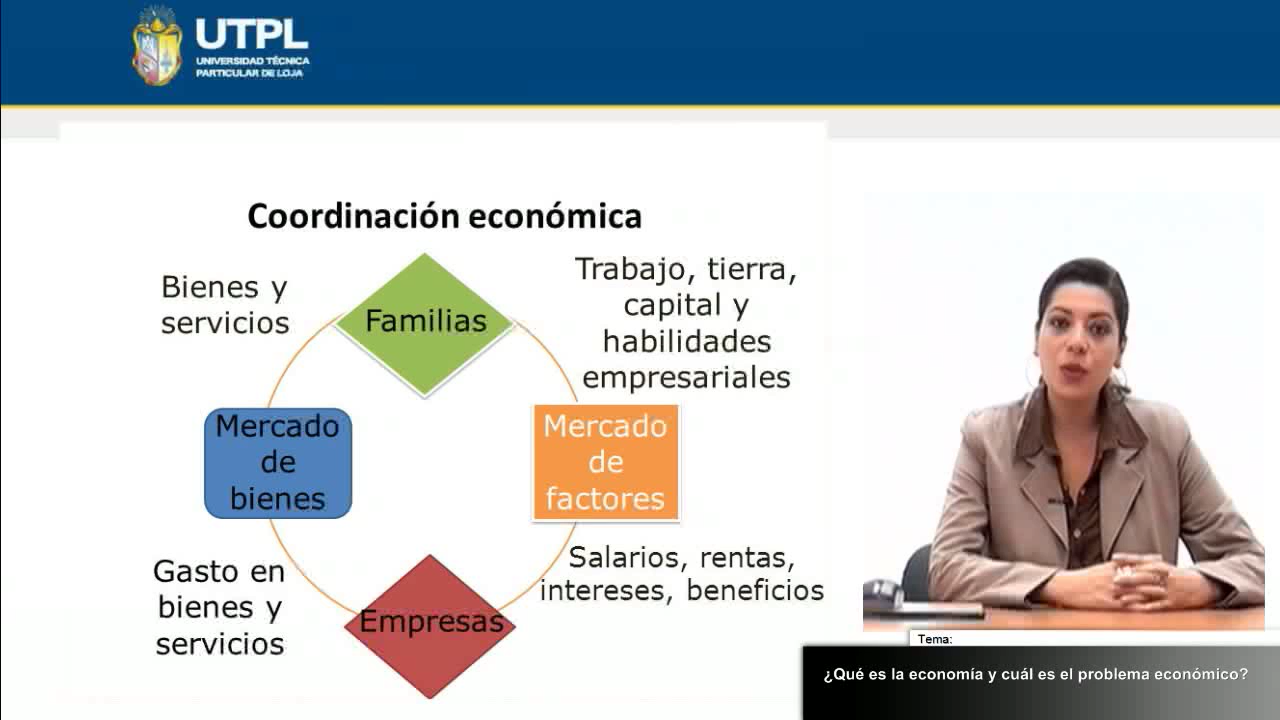 UTPL
UNIVERSIDAD TÉCNICA
PARTICULAR DE LOJA
Coordinación económica
Bienes y
servicios
Familias
Trabajo, tierra,
capital y
habilidades
empresariales
Mercado
de
bienes
Mercado
de
factores
Gasto en
bienes y
servicios
Empresas
Salarios, rentas,
intereses, beneficios
Tema:
¿Qué es la economía y cuál es el problema económico?